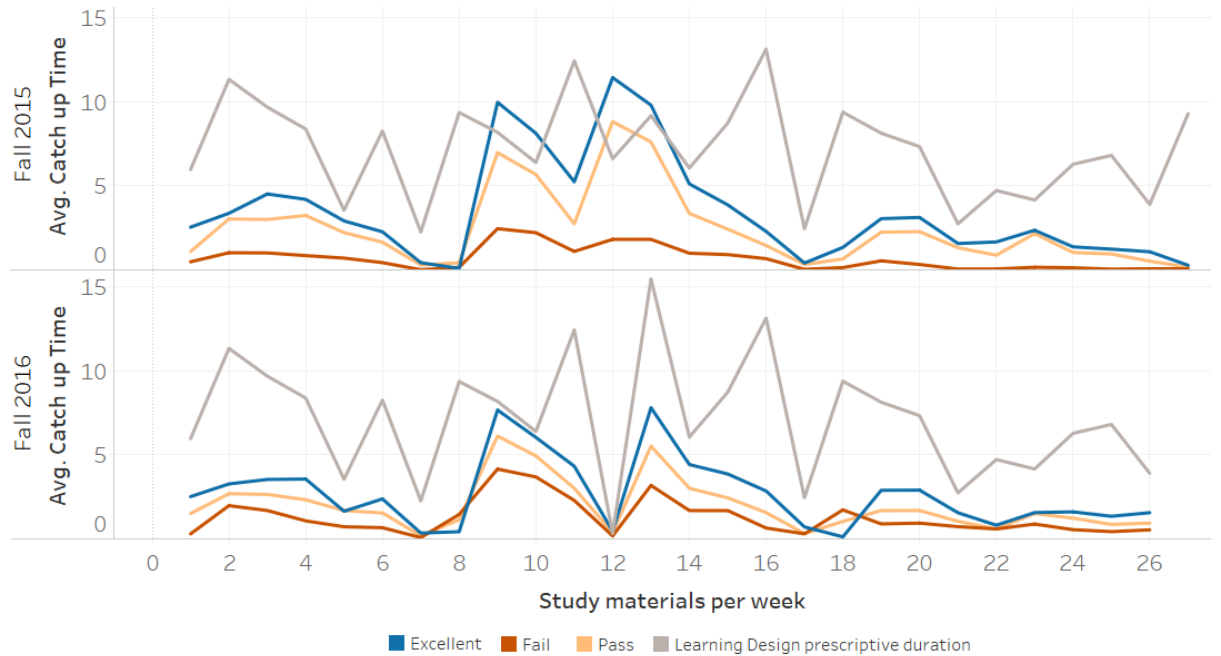 Fall 2015
Avg. Catch up Time
15
10
5
0
Fall 2016
Avg. Catch up Time
15
10
5
0
0 2 4 6 8 10 12 14 16 18 20 22 24 26
Study materials per week
Excellent Fail Pass Learning Design prescriptive duration